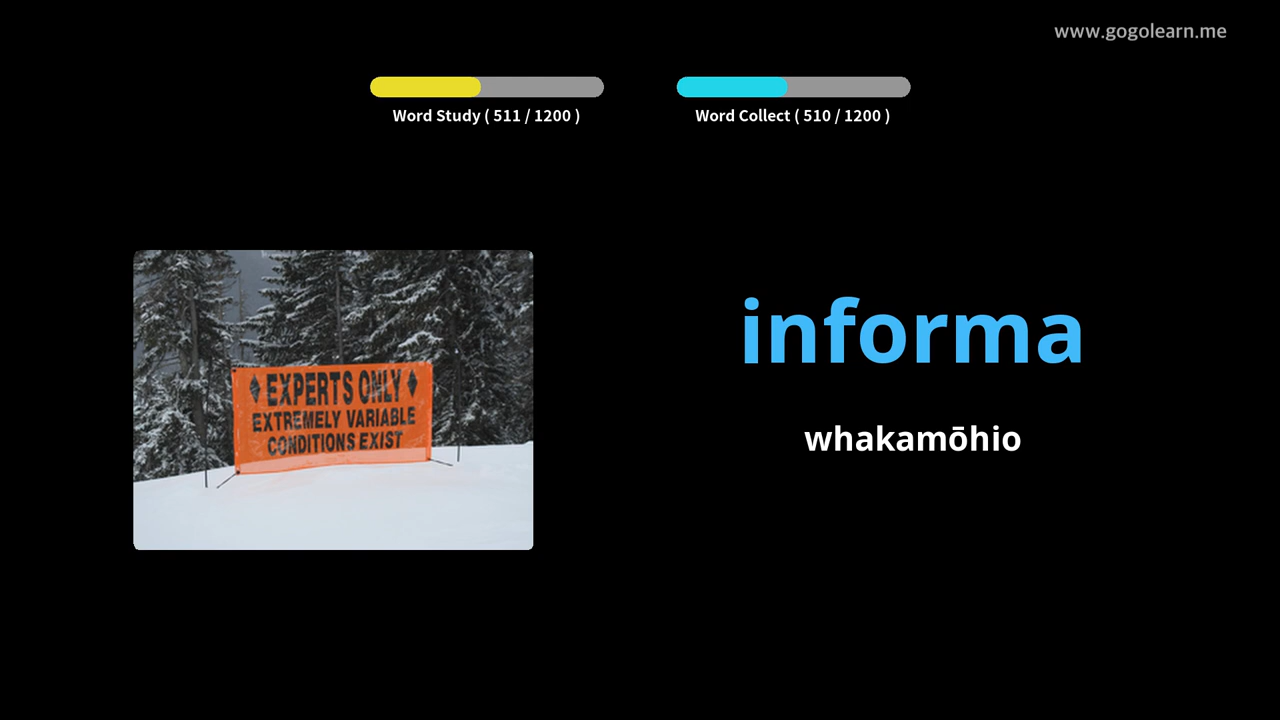 www.gogolearn.me
Word Study ( 511 / 1200 )
Word Collect ( 510 / 1200 )
EXPERTS ONLY
EXTREMELY VARIABLE
CONDITIONS EXIST
informa
whakamōhio